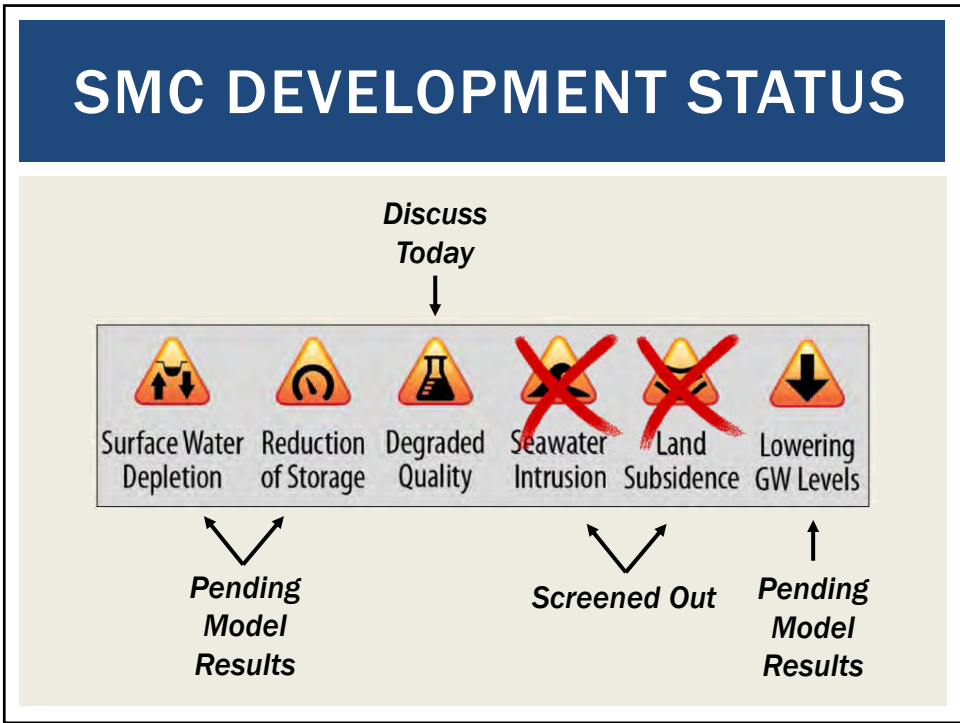 SMC DEVELOPMENT STATUS
Discuss
Today
Surface Water
Depletion
Reduction
of Storage
Degraded
Quality
Seawater
Intrusion
Land
Subsidence
Lowering
GW Levels
Pending
Model
Results
Screened Out
Pending
Model
Results